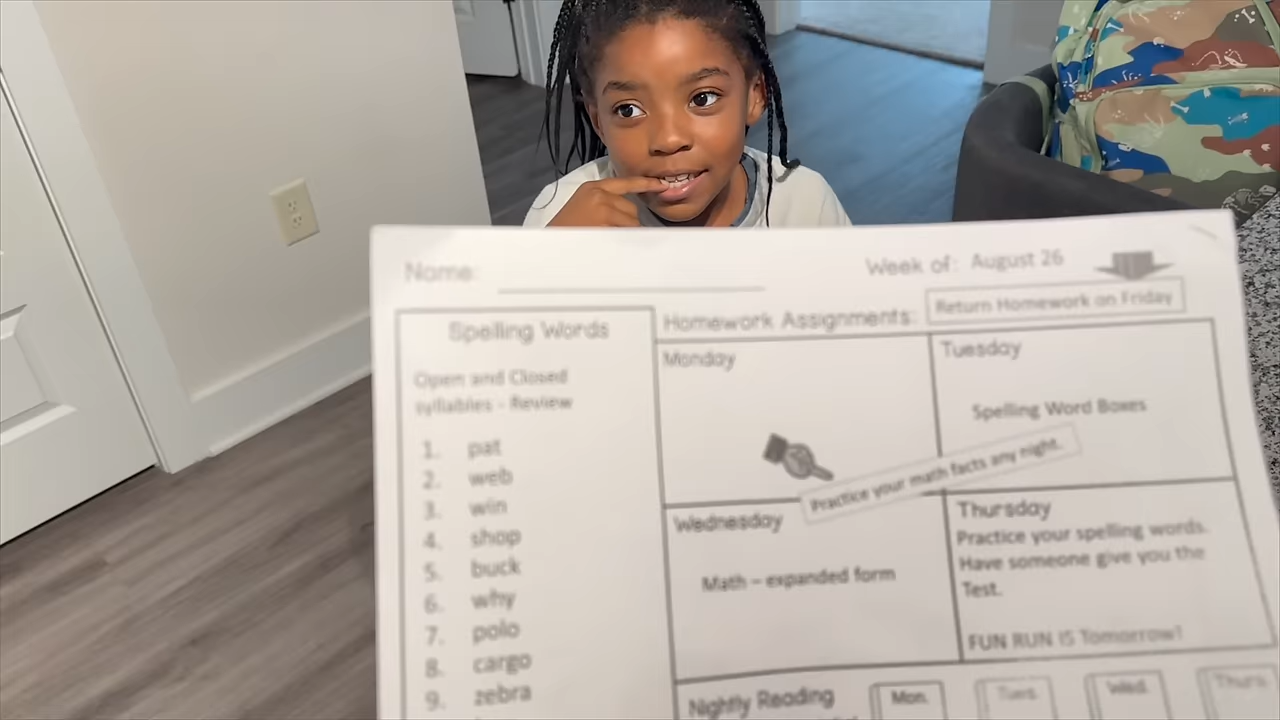 Name:
Week of: August 26
Return Homework on Friday
Spelling Words
Open and Closed
syllables - Review
1. pat
2. web
3. win
4. shop
5. buck
6. why
7. polo
8. cargo
9. zebra
Homework Assignments:
Monday
Tuesday
Spelling Word Boxes
Practice your math facts any night.
Wednesday
Math – expanded form
Thursday
Practice your spelling words.
Have someone give you the
Test.
FUN RUN IS Tomorrow!
Nightly Reading
Mon.
Tues.
Wed.
Thurs.